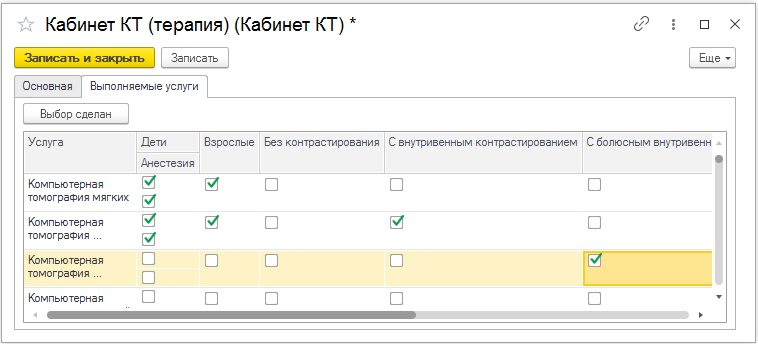 Кабинет КТ (терапия) (Кабинет КТ) *
Записать и закрыть
Записать
Еще
Основная
Выполняемые услуги
Выбор сделан
Услуга
Дети
Взрослые
Без контрастирования
С внутривенным контрастированием
С болюсным внутривенн
Анестезия
Компьютерная
томография мягких
Компьютерная
томография ...
Компьютерная
томография ...
Компьютерная